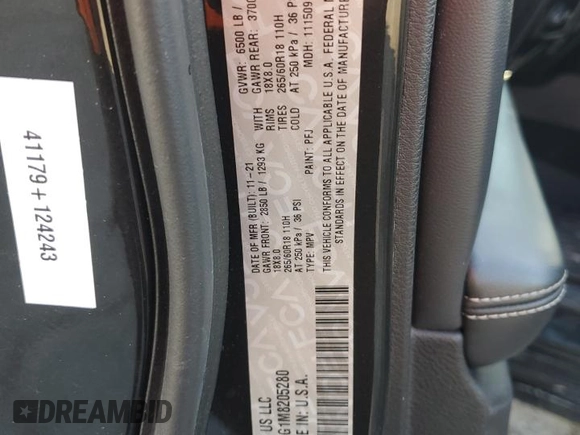 41179+124243
US LLC
G1M8205280
E IN: U.S.A.
DATE OF MFR (BUILT): 11-21
GVWR: 6500 LB /
GAWR FRONT: 2850 LB / 1293 KG WITH GAWR REAR: 370
18X8.0 RIMS 18X8.0
265/60R18 110H TIRES 265/60R18 110H
AT 250 kPa / 36 PSI COLD AT 250 kPa / 36 P
TYPE: MPV PAINT: PFJ MDH: 111509
THIS VEHICLE CONFORMS TO ALL APPLICABLE U.S.A. FEDERAL
STANDARDS IN EFFECT ON THE DATE OF MANUFACTURE
DREAMBID